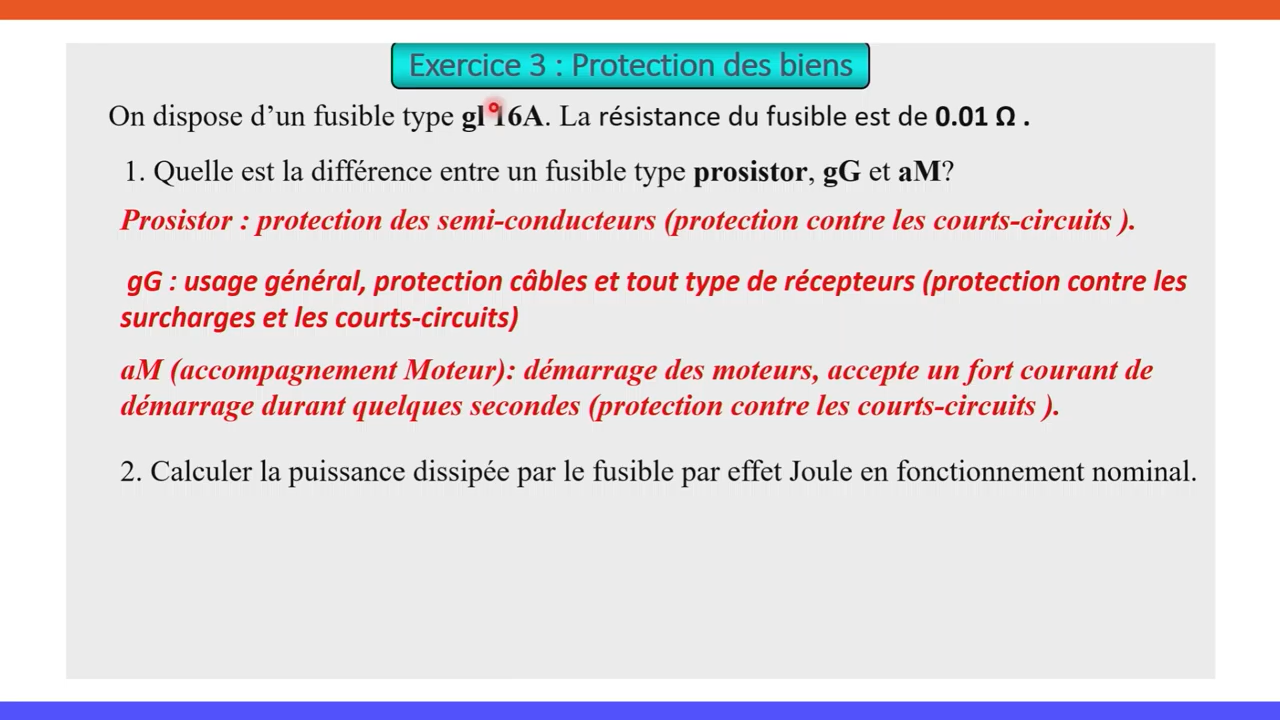 Exercice 3 : Protection des biens
On dispose d’un fusible type gl 16A. La résistance du fusible est de 0.01 Ω .
1. Quelle est la différence entre un fusible type prosistor, gG et aM?
Prosistor : protection des semi-conducteurs (protection contre les courts-circuits ).
gG : usage général, protection câbles et tout type de récepteurs (protection contre les
surcharges et les courts-circuits)
aM (accompagnement Moteur): démarrage des moteurs, accepte un fort courant de
démarrage durant quelques secondes (protection contre les courts-circuits ).
2. Calculer la puissance dissipée par le fusible par effet Joule en fonctionnement nominal.